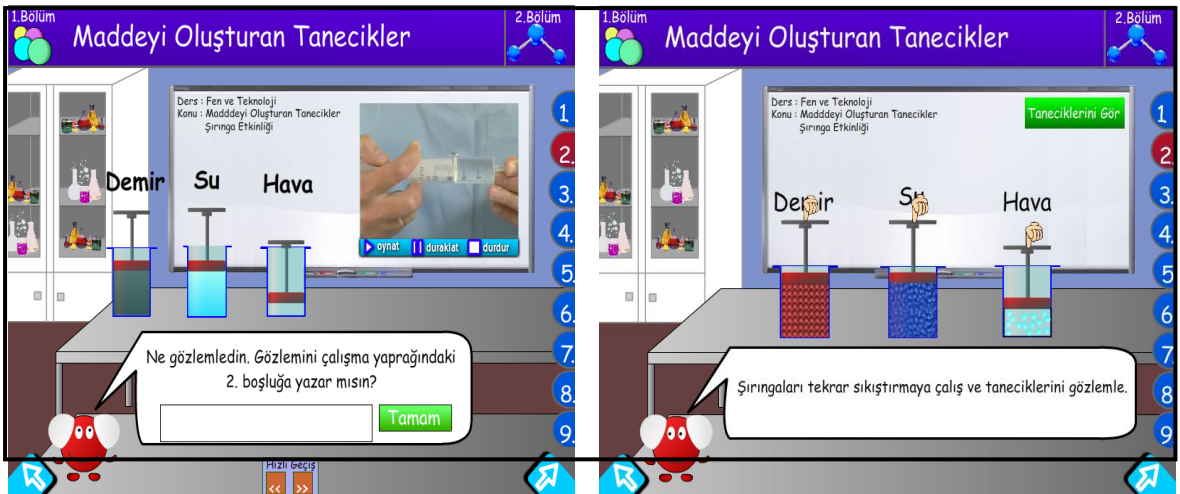 1.Bölüm
2.Bölüm
Maddeyi Oluşturan Tanecikler
Ders : Fen ve Teknoloji
Konu : Madddeyi Oluşturan Tanecikler
Şırınga Etkinliği
Demir
Su
Hava
oynat
duraklat
durdur
1
2.
3.
4.
5.
6.
7.
8.
9.
Ne gözlemledin. Gözlemini çalışma yaprağındaki
2. boşluğa yazar mısın?
Tamam
Hızlı Geçiş
<< >>
1.Bölüm
2.Bölüm
Maddeyi Oluşturan Tanecikler
Ders : Fen ve Teknoloji
Konu : Madddeyi Oluşturan Tanecikler
Şırınga Etkinliği
Taneciklerini Gör
Demir
Su
Hava
1
2
3.
4.
5
6
7.
8
9
Şırıngaları tekrar sıkıştırmaya çalış ve taneciklerini gözlemle.